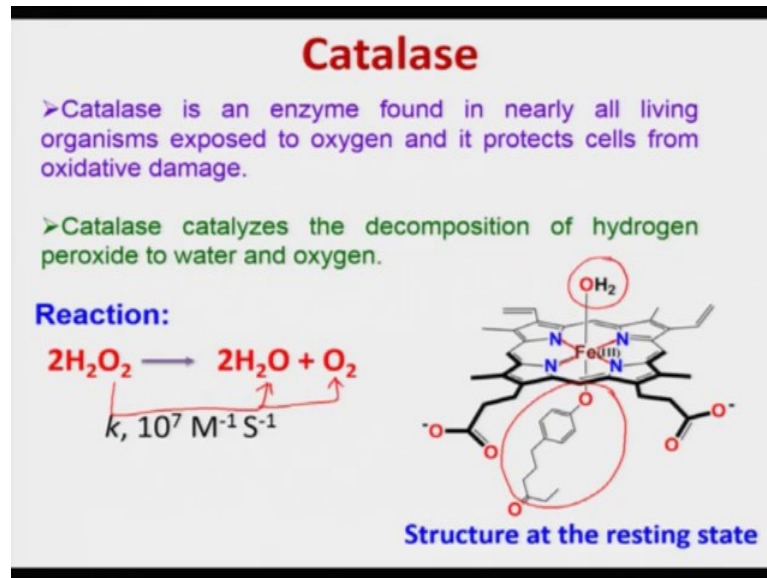 Catalase
➢Catalase is an enzyme found in nearly all living
organisms exposed to oxygen and it protects cells from
oxidative damage.
➢Catalase catalyzes the decomposition of hydrogen
peroxide to water and oxygen.
Reaction:
2H₂O₂ ⟶ 2H₂O + O₂
k, 10⁷ M⁻¹ S⁻¹
OH₂
N N
Fe(III)
N N
O
⁻O O O O⁻
O
Structure at the resting state